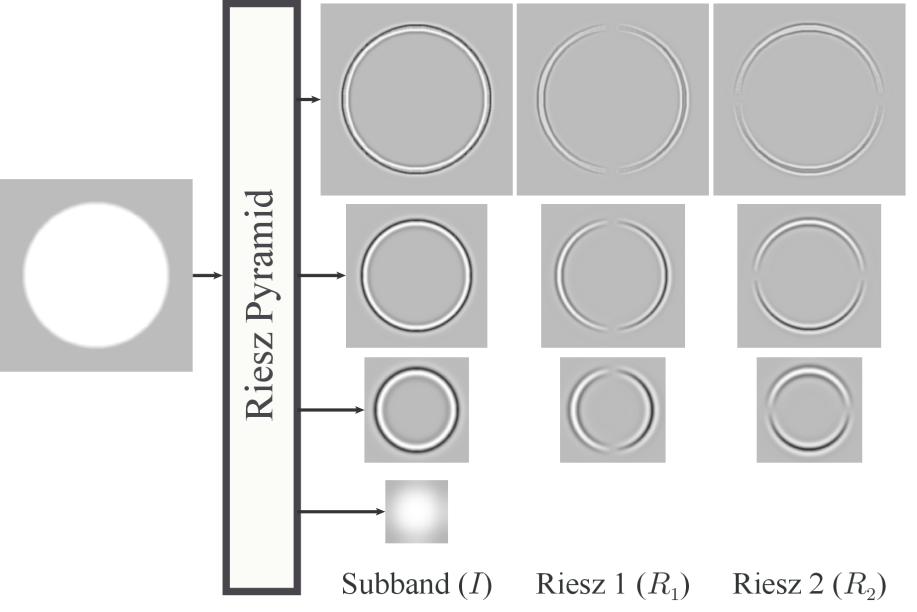 Riesz Pyramid
Subband (I)
Riesz 1 (R₁)
Riesz 2 (R₂)